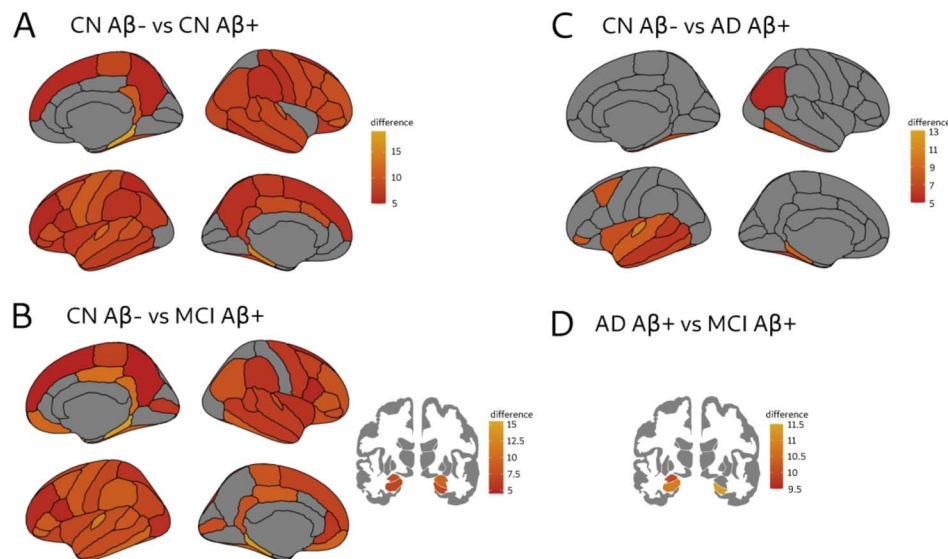 A CN Aβ- vs CN Aβ+
difference
15
10
5
B CN Aβ- vs MCI Aβ+
difference
15
12.5
10
7.5
5
C CN Aβ- vs AD Aβ+
difference
13
11
9
7
5
D AD Aβ+ vs MCI Aβ+
difference
11.5
11
10.5
10
9.5